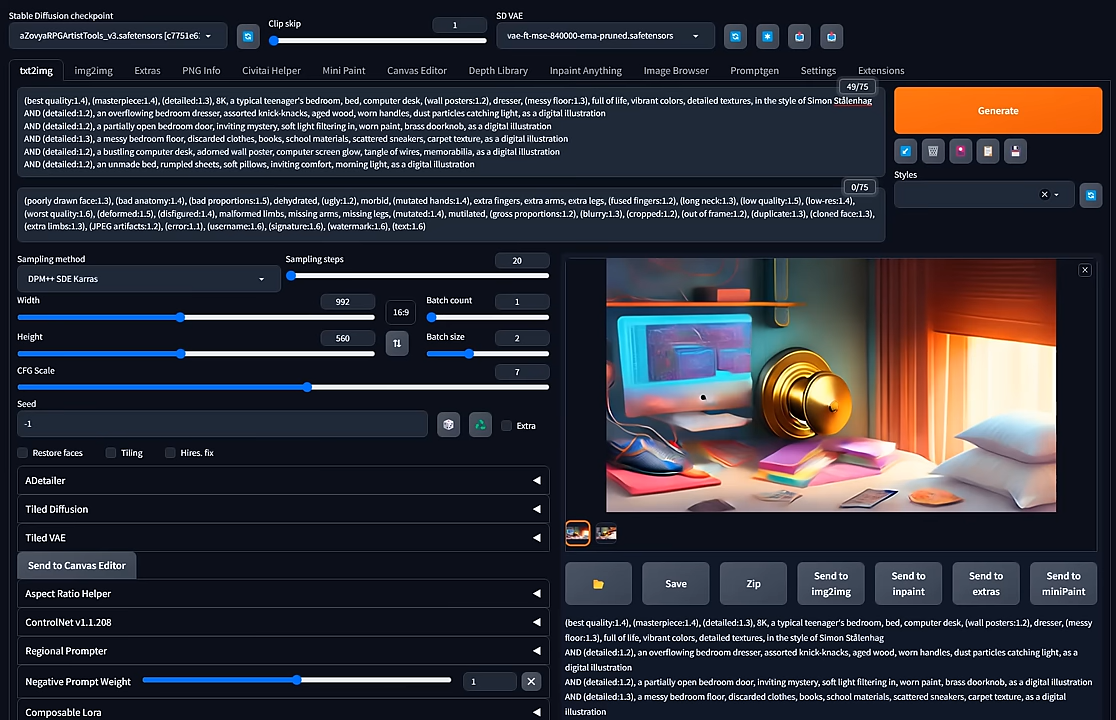 Stable Diffusion checkpoint
aZovyaRPGArtistTools_v3.safetensors [c7751e6:
Clip skip
1
SD VAE
vae-ft-mse-840000-ema-pruned.safetensors
txt2img
img2img
Extras
PNG Info
Civitai Helper
Mini Paint
Canvas Editor
Depth Library
Inpaint Anything
Image Browser
Promptgen
Settings
Extensions
49/75
(best quality:1.4), (masterpiece:1.4), (detailed:1.3), 8K, a typical teenager's bedroom, bed, computer desk, (wall posters:1.2), dresser, (messy floor:1.3), full of life, vibrant colors, detailed textures, in the style of Simon Stålenhag
AND (detailed:1.2), an overflowing bedroom dresser, assorted knick-knacks, aged wood, worn handles, dust particles catching light, as a digital illustration
AND (detailed:1.2), a partially open bedroom door, inviting mystery, soft light filtering in, worn paint, brass doorknob, as a digital illustration
AND (detailed:1.3), a messy bedroom floor, discarded clothes, books, school materials, scattered sneakers, carpet texture, as a digital illustration
AND (detailed:1.2), a bustling computer desk, adorned wall poster, computer screen glow, tangle of wires, memorabilia, as a digital illustration
AND (detailed:1.2), an unmade bed, rumpled sheets, soft pillows, inviting comfort, morning light, as a digital illustration
Generate
0/75
(poorly drawn face:1.3), (bad anatomy:1.4), (bad proportions:1.5), dehydrated, (ugly:1.2), morbid, (mutated hands:1.4), extra fingers, extra arms, extra legs, (fused fingers:1.2), (long neck:1.3), (low quality:1.5), (low-res:1.4),
(worst quality:1.6), (deformed:1.5), (disfigured:1.4), malformed limbs, missing arms, missing legs, (mutated:1.4), mutilated, (gross proportions:1.2), (blurry:1.3), (cropped:1.2), (out of frame:1.2), (duplicate:1.3), (cloned face:1.3),
(extra limbs:1.3), (JPEG artifacts:1.2), (error:1.1), (username:1.6), (signature:1.6), (watermark:1.6), (text:1.6)
Styles
Sampling method
DPM++ SDE Karras
Sampling steps
20
Width
992
16:9
Batch count
1
Height
560
Batch size
2
CFG Scale
7
Seed
-1
Extra
Restore faces
Tiling
Hires. fix
ADetailer
Tiled Diffusion
Tiled VAE
Send to Canvas Editor
Aspect Ratio Helper
ControlNet v1.1.208
Regional Prompter
Negative Prompt Weight
1
Composable Lora
Save
Zip
Send to
img2img
Send to
inpaint
Send to
extras
Send to
miniPaint
(best quality:1.4), (masterpiece:1.4), (detailed:1.3), 8K, a typical teenager's bedroom, bed, computer desk, (wall posters:1.2), dresser, (messy
floor:1.3), full of life, vibrant colors, detailed textures, in the style of Simon Stålenhag
AND (detailed:1.2), an overflowing bedroom dresser, assorted knick-knacks, aged wood, worn handles, dust particles catching light, as a
digital illustration
AND (detailed:1.2), a partially open bedroom door, inviting mystery, soft light filtering in, worn paint, brass doorknob, as a digital illustration
AND (detailed:1.3), a messy bedroom floor, discarded clothes, books, school materials, scattered sneakers, carpet texture, as a digital
illustration